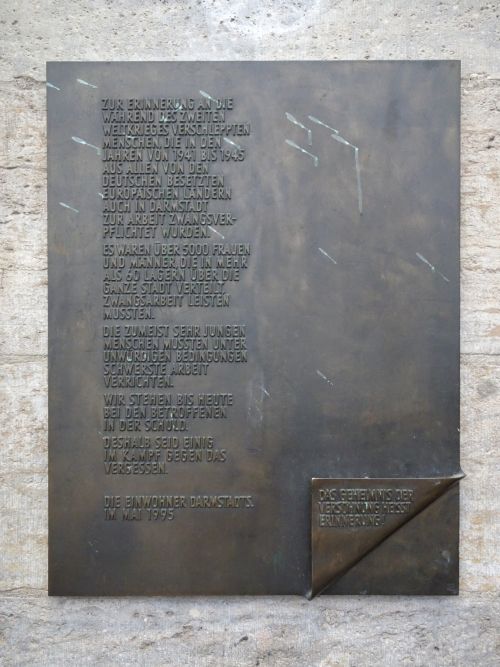 ZUR ERINNERUNG AN DIE
WÄHREND DES ZWEITEN
WELTKRIEGES VERSCHLEPPTEN
MENSCHEN DIE IN DEN
JAHREN VON 1941 BIS 1945
AUS ALLEN VON DEN
DEUTSCHEN BESETZTEN
EUROPÄISCHEN LÄNDERN
AUCH IN DARMSTADT
ZUR ARBEIT ZWANGSVER-
PFLICHTET WURDEN.
ES WAREN ÜBER 5000 FRAUEN
UND MÄNNER, DIE IN MEHR
ALS 60 LAGERN ÜBER DIE
GANZE STADT VERTEILT,
ZWANGSARBEIT LEISTEN
MUSSTEN.
DIE ZUMEIST SEHR JUNGEN
MENSCHEN MUSSTEN UNTER
UNWÜRDIGEN BEDINGUNGEN
SCHWERSTE ARBEIT
VERRICHTEN.
WIR STEHEN BIS HEUTE
BEI DEN BETROFFENEN
IN DER SCHULD.
DESHALB SEID EINIG
IM KAMPF GEGEN DAS
VERGESSEN.
DIE EINWOHNER DARMSTADTS.
IM MAI 1995
DAS GEHEIMNIS DER
VERSÖHNUNG HEISST
ERINNERUNG!